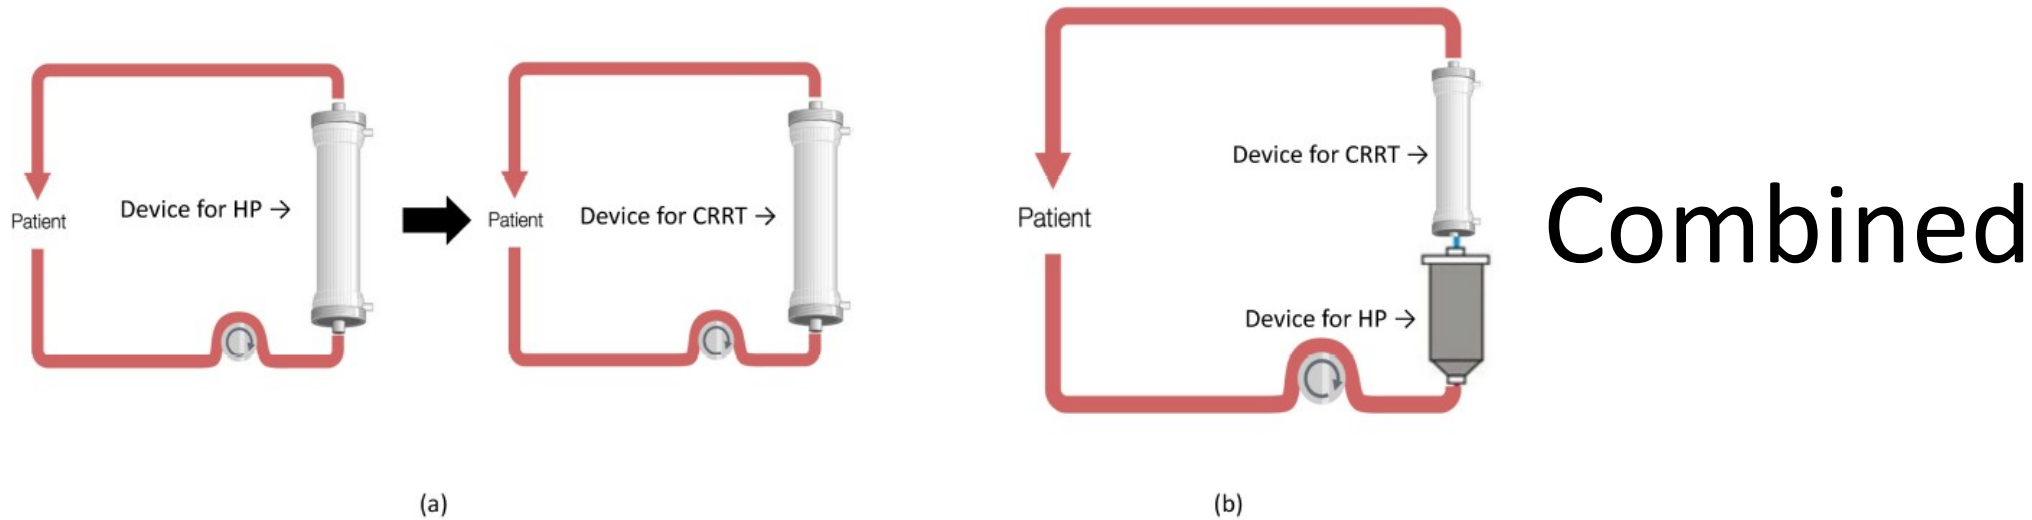 Patient
Device for HP →
Patient
Device for CRRT →
(a)
Device for CRRT →
Patient
Device for HP →
(b)
Combined